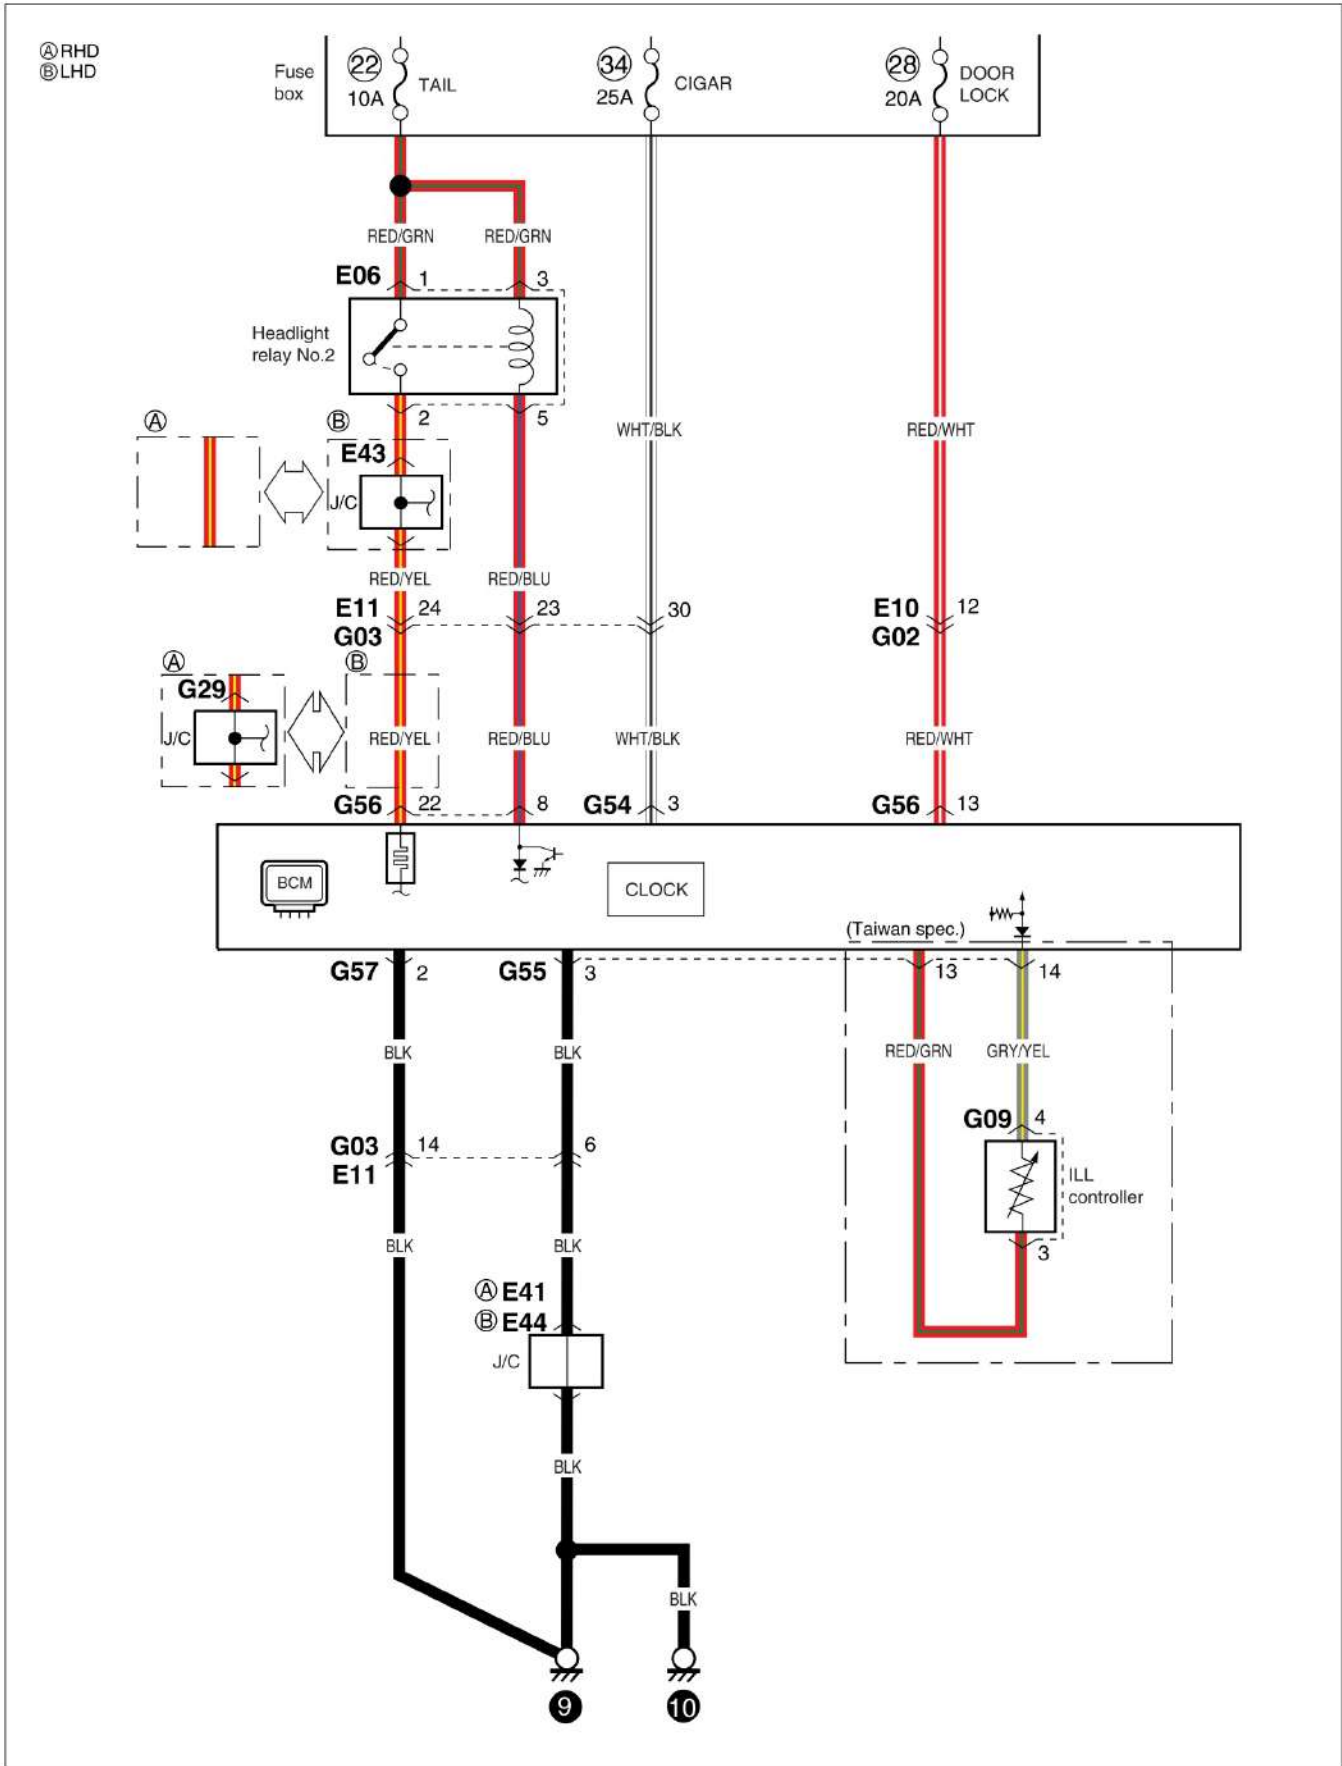 Ⓐ RHD
Ⓑ LHD
Fuse
box
22
10A
TAIL
34
25A
CIGAR
28
20A
DOOR
LOCK
RED/GRN
RED/GRN
E06
1
3
Headlight
relay No.2
2
5
WHT/BLK
RED/WHT
Ⓐ
Ⓑ
E43
J/C
RED/YEL
RED/BLU
E11
24
23
30
E10
12
G03
G02
Ⓐ
Ⓑ
G29
J/C
RED/YEL
RED/BLU
WHT/BLK
RED/WHT
G56
22
8
G54
3
G56
13
BCM
CLOCK
(Taiwan spec.)
G57
2
G55
3
13
14
BLK
BLK
RED/GRN
GRY/YEL
G09
4
G03
14
6
E11
ILL
controller
BLK
BLK
3
Ⓐ E41
Ⓑ E44
J/C
BLK
BLK
9
10